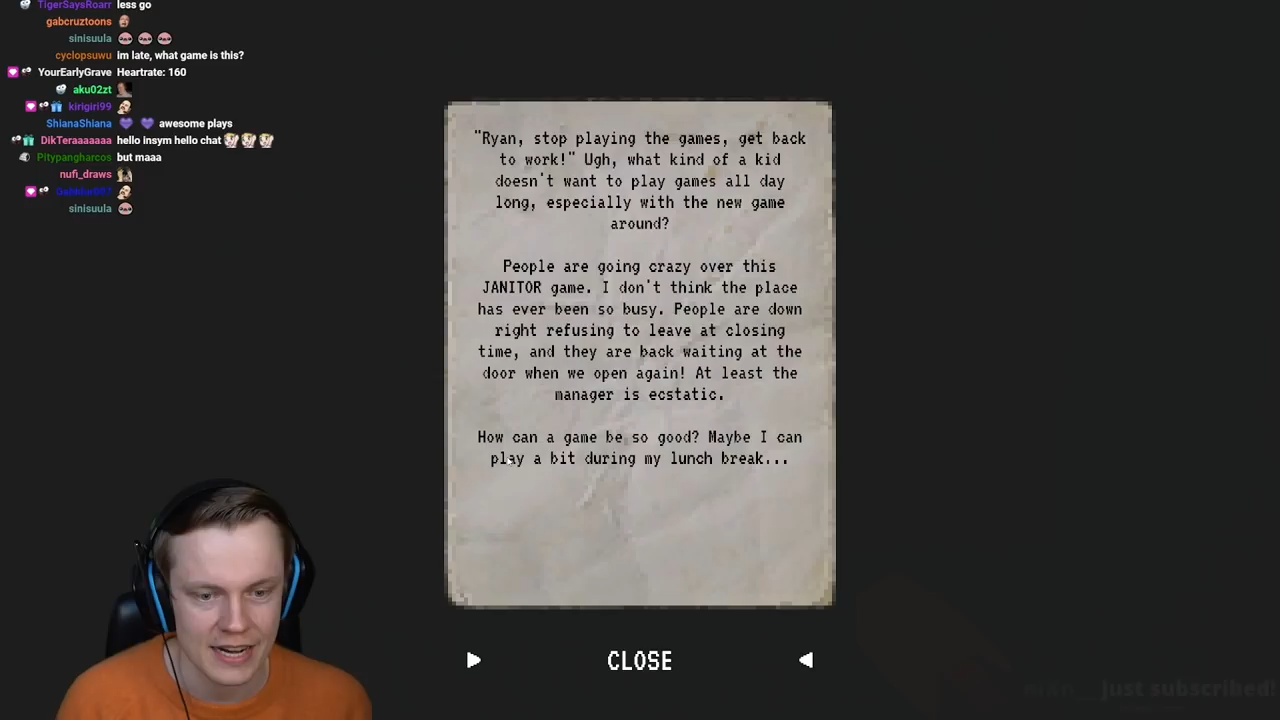 TigerSaysRoarr less go
gabcruztoons
sinisuula
cyclopsuwu im late, what game is this?
YourEarlyGrave Heartrate: 160
aku02zt
kirigiri99
ShianaShiana awesome plays
DikTeraaaaaaa hello insym hello chat
Pitypangharcos but maaa
nufi_draws
sinisuula
"Ryan, stop playing the games, get back
to work!" Ugh, what kind of a kid
doesn't want to play games all day
long, especially with the new game
around?
People are going crazy over this
JANITOR game. I don't think the place
has ever been so busy. People are down
right refusing to leave at closing
time, and they are back waiting at the
door when we open again! At least the
manager is ecstatic.
How can a game be so good? Maybe I can
play a bit during my lunch break...
CLOSE
just subscribed!